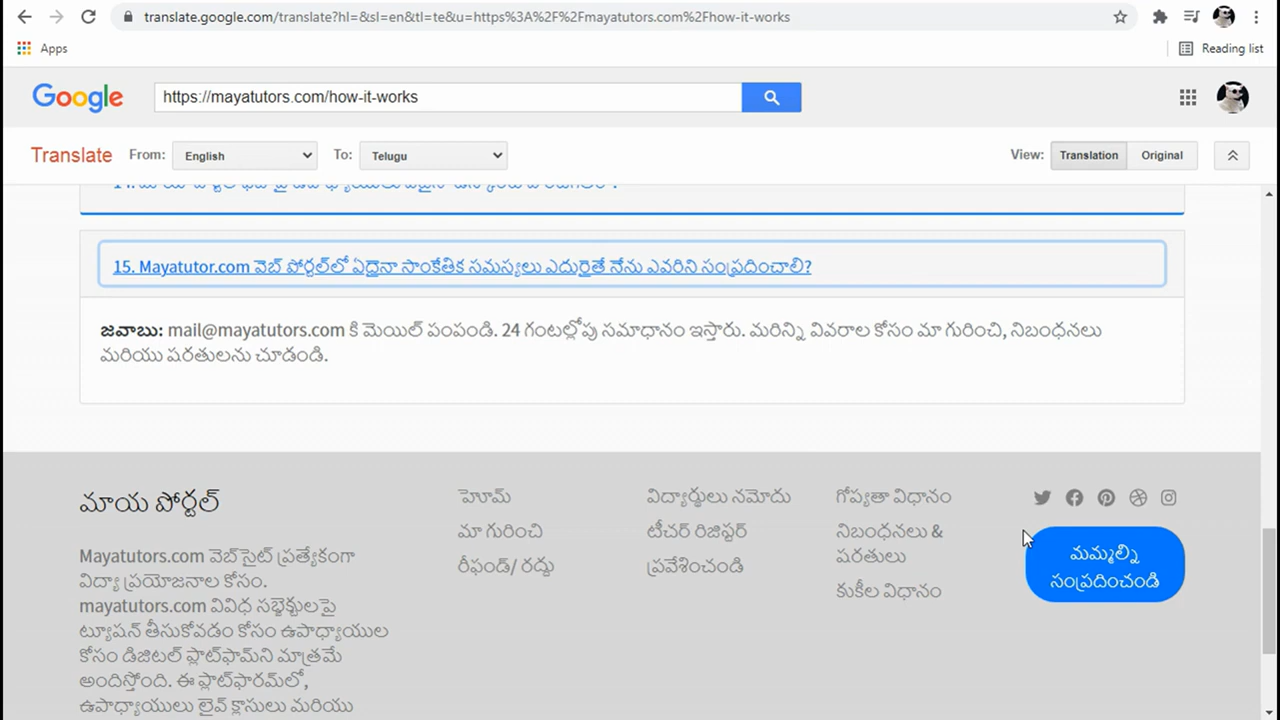 translate.google.com/translate?hl=&sl=en&tl=te&u=https%3A%2F%2Fmayatutors.com%2Fhow-it-works
Apps
Reading list
Google
https://mayatutors.com/how-it-works
Translate
From: English To: Telugu
View: Translation Original
15. Mayatutor.com వెబ్ పోర్టల్‌లో ఏదైనా సాంకేతిక సమస్యలు ఎదురైతే నేను ఎవరిని సంప్రదించాలి?
జవాబు: mail@mayatutors.com కి మెయిల్ పంపండి. 24 గంటల్లోపు సమాధానం ఇస్తారు. మరిన్ని వివరాల కోసం మా గురించి, నిబంధనలు
మరియు షరతులను చూడండి.
మాయ పోర్టల్
Mayatutors.com వెబ్‌సైట్ ప్రత్యేకంగా
విద్యా ప్రయోజనాల కోసం.
mayatutors.com వివిధ సబ్జెక్టులపై
ట్యూషన్ తీసుకోవడం కోసం ఉపాధ్యాయుల
కోసం డిజిటల్ ప్లాట్‌ఫామ్‌ని మాత్రమే
అందిస్తోంది. ఈ ప్లాట్‌ఫారమ్‌లో,
ఉపాధ్యాయులు లైవ్ క్లాసులు మరియు
హొమ్
మా గురించి
రీఫండ్/ రద్దు
విద్యార్థులు నమోదు
టీచర్ రిజిస్టర్
ప్రవేశించండి
గోప్యతా విధానం
నిబంధనలు &
షరతులు
కుకీల విధానం
మమ్మల్ని
సంప్రదించండి